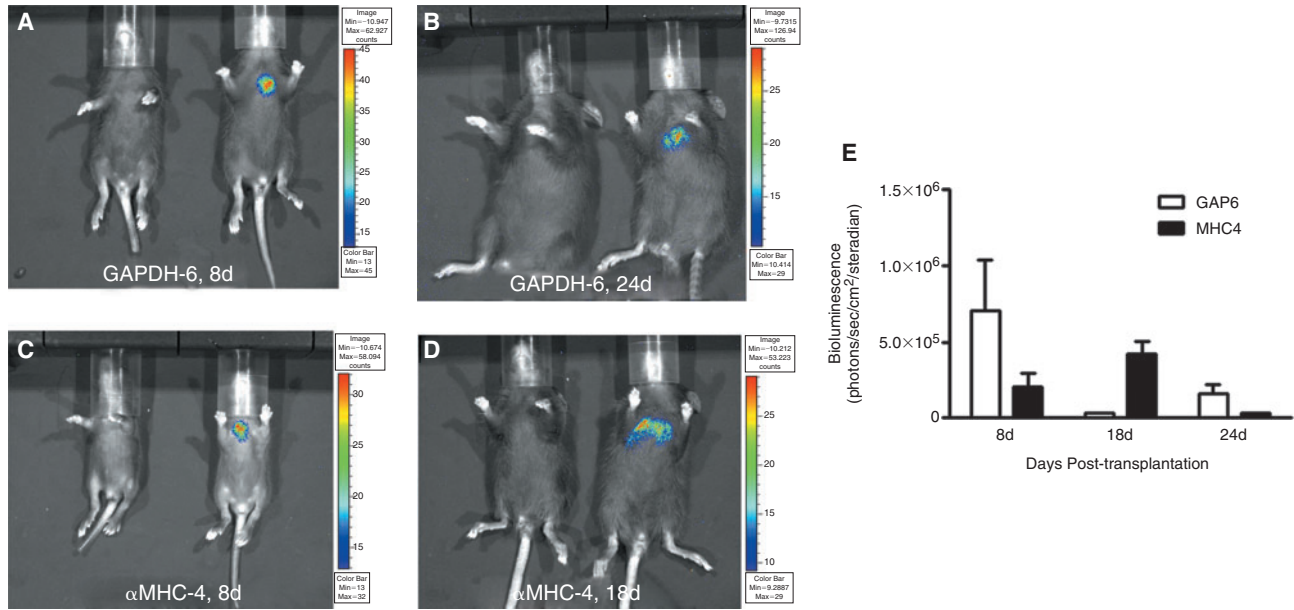 A
Image
Min=−10.947
Max=62.927
counts
45
40
35
30
25
20
15
Color Bar
Min=13
Max=45
GAPDH-6, 8d
B
Image
Min=−9.7315
Max=126.94
counts
25
20
15
Color Bar
Min=10.414
Max=29
GAPDH-6, 24d
C
Image
Min=−10.674
Max=58.094
counts
30
25
20
15
Color Bar
Min=13
Max=32
αMHC-4, 8d
D
Image
Min=−10.212
Max=53.223
counts
25
20
15
10
Color Bar
Min=9.2887
Max=29
αMHC-4, 18d
E
Bioluminescence
(photons/sec/cm²/steradian)
1.5×10⁶
1.0×10⁶
5.0×10⁵
0
GAP6
MHC4
8d 18d 24d
Days Post-transplantation